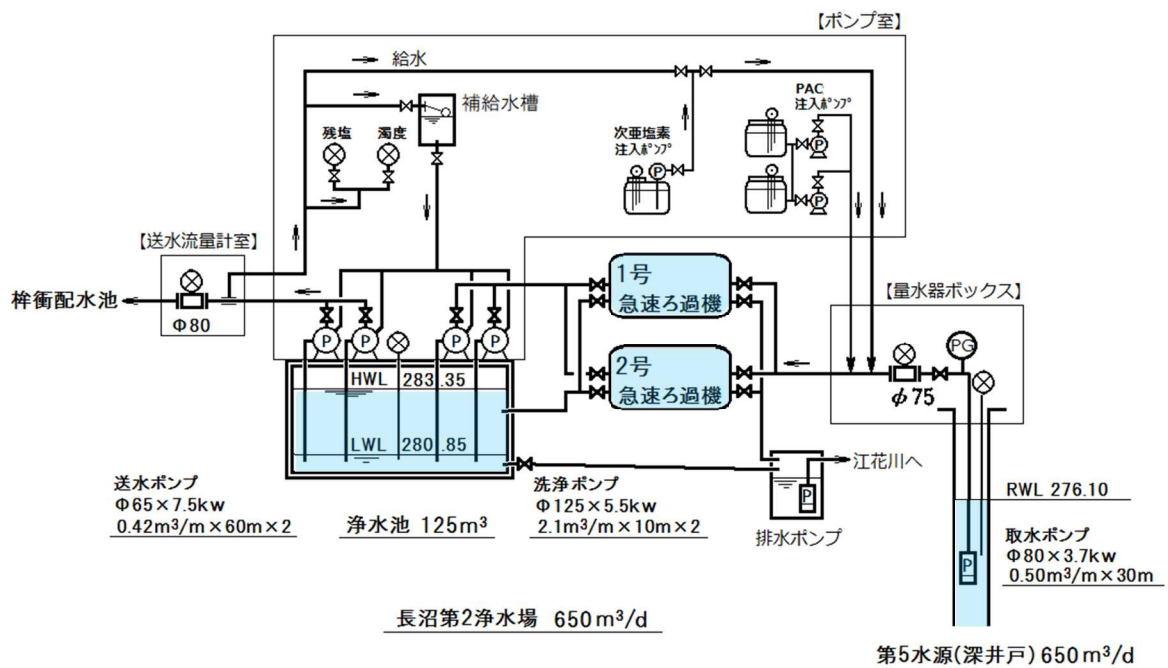 【ポンプ室】
給水
補給水槽
残塩
濁度
次亜塩素
注入ポンプ
P
PAC
注入ポンプ
P
P
【送水流量計室】
Φ80
桙衝配水池
P
P
P
P
1号
急速ろ過機
2号
急速ろ過機
【量水器ボックス】
PG
φ75
HWL 283.35
LWL 280.85
送水ポンプ
Φ65×7.5kw
0.42m³/m×60m×2
浄水池 125m³
洗浄ポンプ
Φ125×5.5kw
2.1m³/m×10m×2
江花川へ
P
排水ポンプ
RWL 276.10
取水ポンプ
Φ80×3.7kw
0.50m³/m×30m
P
長沼第2浄水場 650m³/d
第5水源(深井戸) 650m³/d